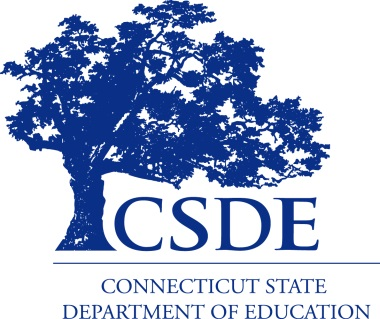 CSDE
CONNECTICUT STATE
DEPARTMENT OF EDUCATION